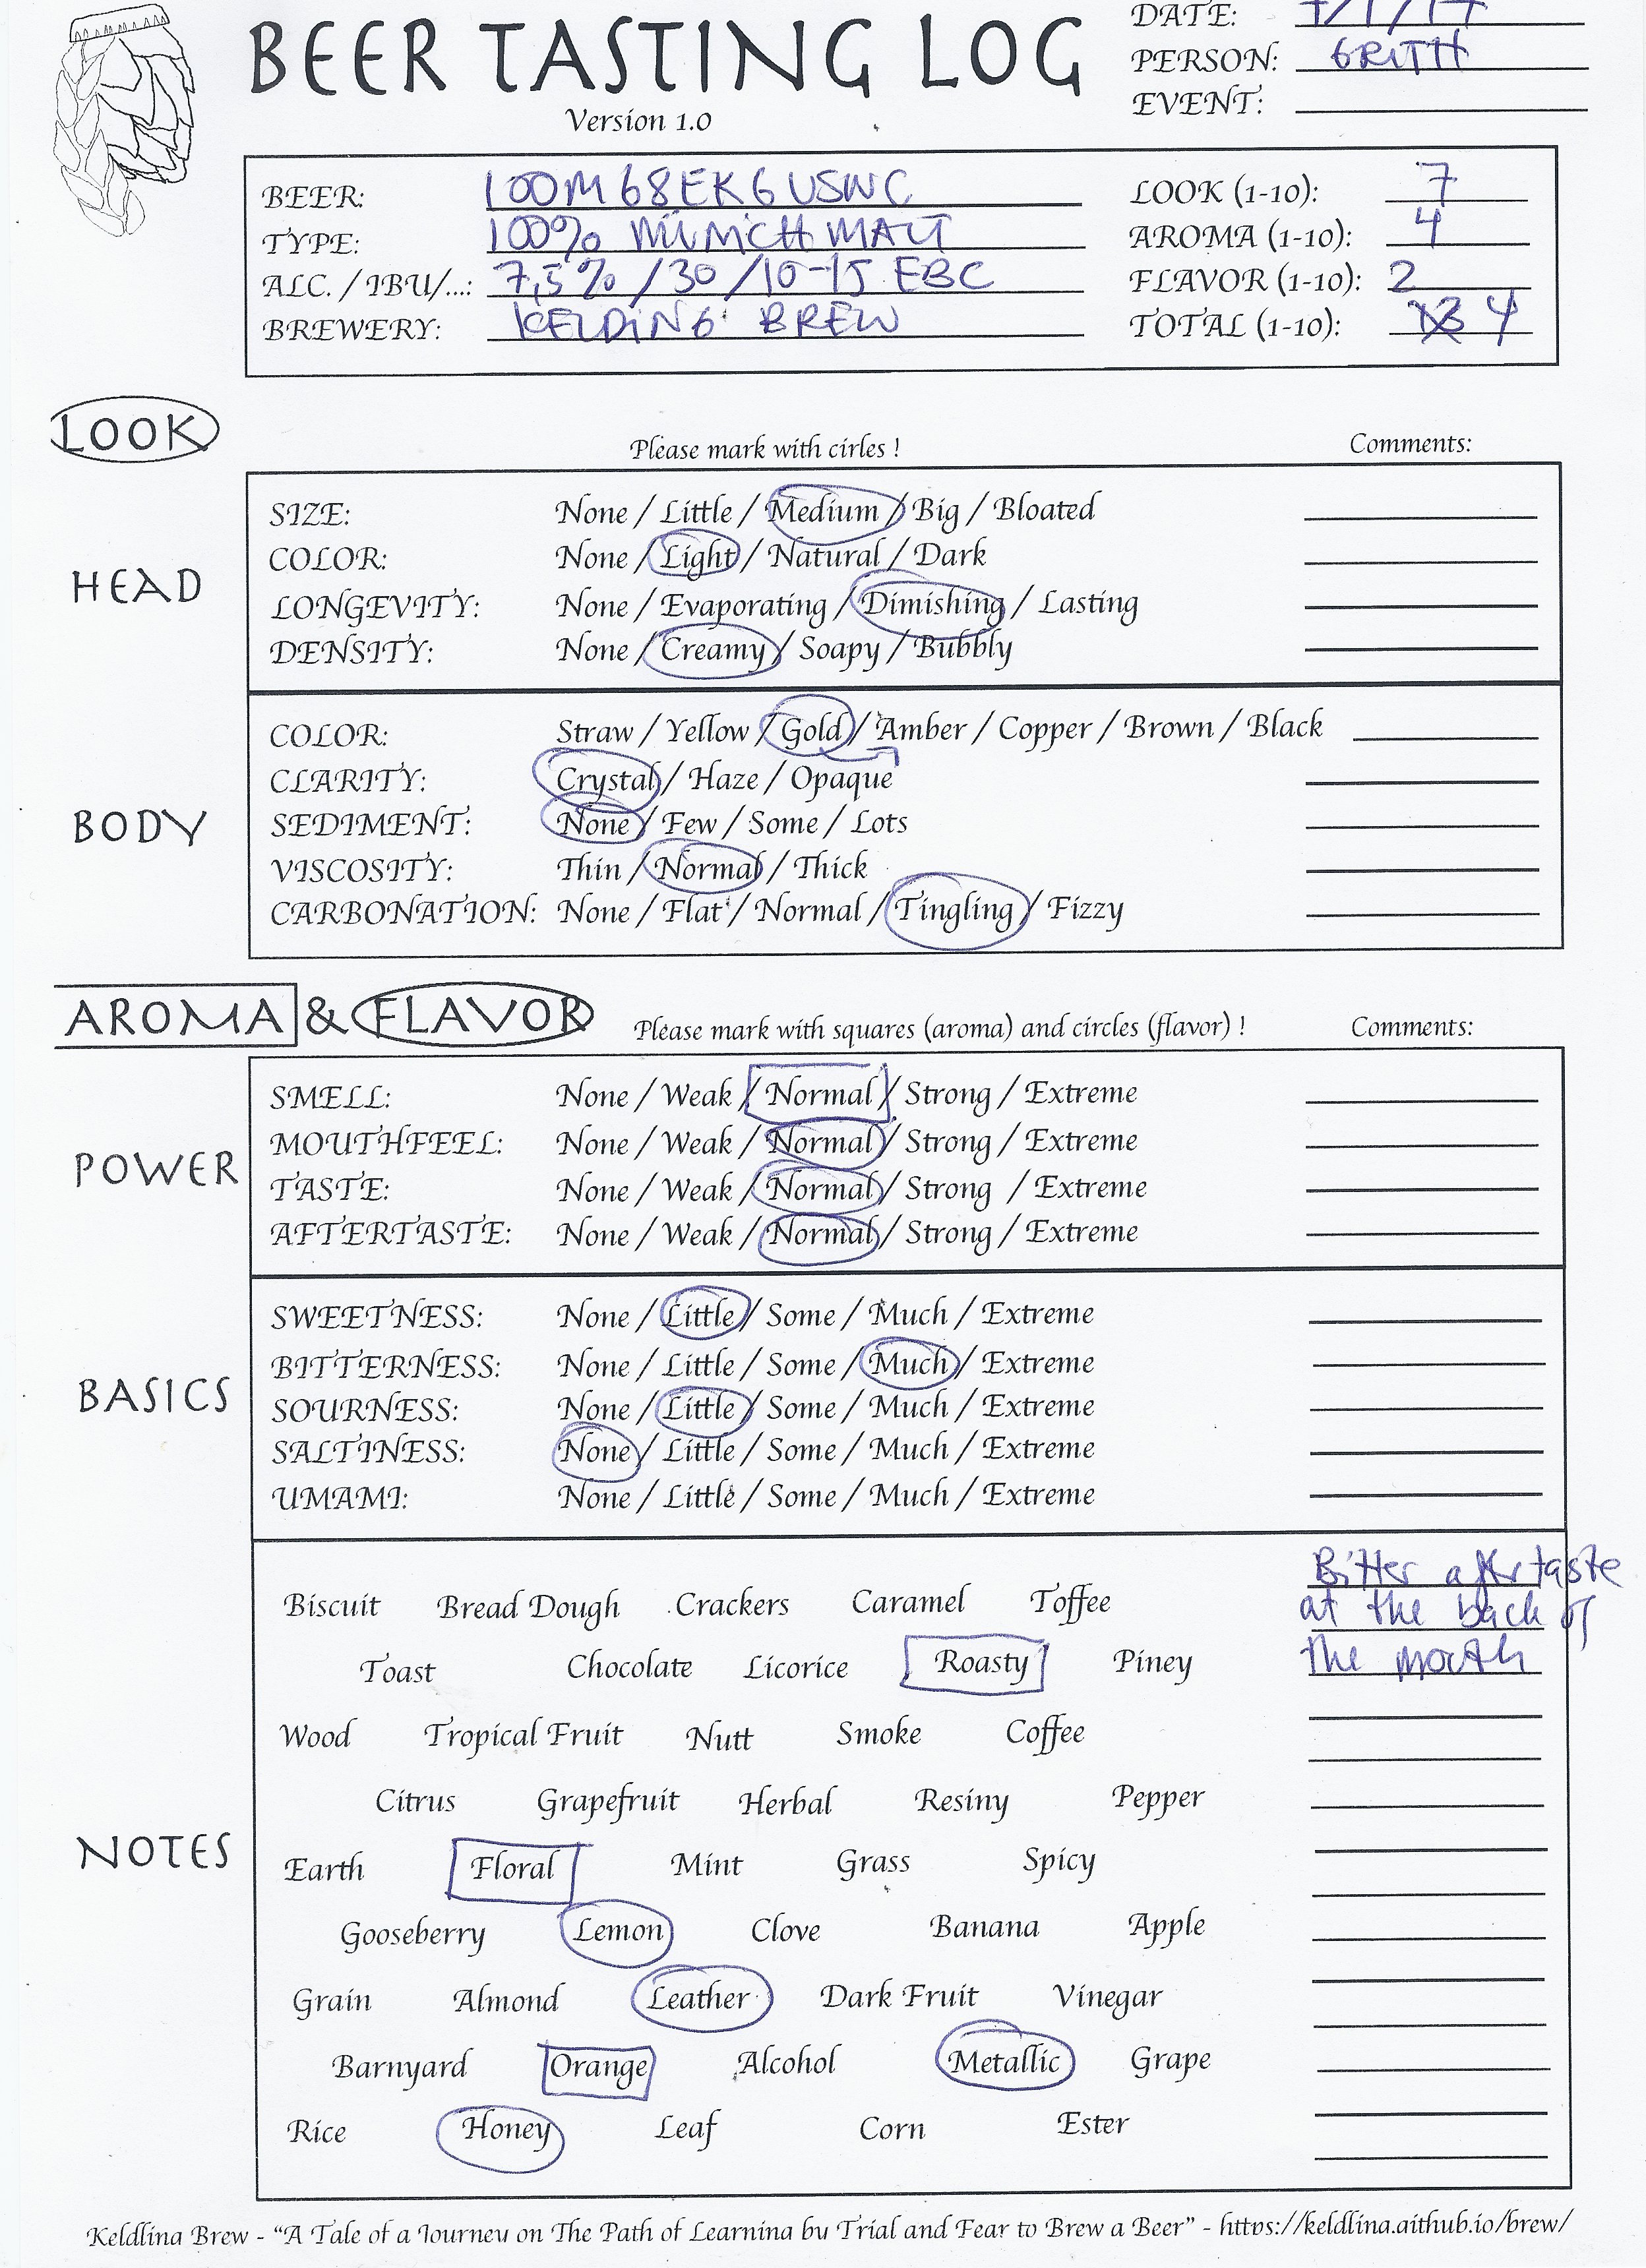 BEER TASTING LOG
Version 1.0
DATE:
PERSON: GRITH
EVENT:
BEER: 100M68EK6USWC
TYPE: 100% MUNICH MALT
ALC. / IBU/...: 7,5% / 30 / 10-15 EBC
BREWERY: KELDING BREW
LOOK (1-10): 7
AROMA (1-10): 4
FLAVOR (1-10): 2
TOTAL (1-10): 4
LOOK
Please mark with cirles !
Comments:
HEAD
SIZE: None / Little / Medium / Big / Bloated
COLOR: None / Light / Natural / Dark
LONGEVITY: None / Evaporating / Dimishing / Lasting
DENSITY: None / Creamy / Soapy / Bubbly
BODY
COLOR: Straw / Yellow / Gold / Amber / Copper / Brown / Black
CLARITY: Crystal / Haze / Opaque
SEDIMENT: None / Few / Some / Lots
VISCOSITY: Thin / Normal / Thick
CARBONATION: None / Flat / Normal / Tingling / Fizzy
AROMA & FLAVOR
Please mark with squares (aroma) and circles (flavor) !
Comments:
POWER
SMELL: None / Weak / Normal / Strong / Extreme
MOUTHFEEL: None / Weak / Normal / Strong / Extreme
TASTE: None / Weak / Normal / Strong / Extreme
AFTERTASTE: None / Weak / Normal / Strong / Extreme
BASICS
SWEETNESS: None / Little / Some / Much / Extreme
BITTERNESS: None / Little / Some / Much / Extreme
SOURNESS: None / Little / Some / Much / Extreme
SALTINESS: None / Little / Some / Much / Extreme
UMAMI: None / Little / Some / Much / Extreme
NOTES
Biscuit Bread Dough Crackers Caramel Toffee
Toast Chocolate Licorice Roasty Piney
Wood Tropical Fruit Nutt Smoke Coffee
Citrus Grapefruit Herbal Resiny Pepper
Earth Floral Mint Grass Spicy
Gooseberry Lemon Clove Banana Apple
Grain Almond Leather Dark Fruit Vinegar
Barnyard Orange Alcohol Metallic Grape
Rice Honey Leaf Corn Ester
Bitter aftertaste
at the back of
the mouth
Keldling Brew - "A Tale of a Journey on The Path of Learning by Trial and Fear to Brew a Beer" - https://keldling.github.io/brew/